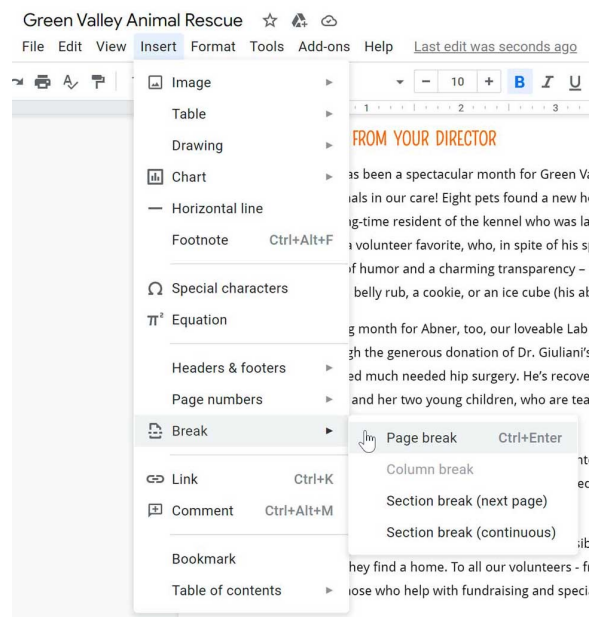 Green Valley Animal Rescue
File Edit View Insert Format Tools Add-ons Help Last edit was seconds ago
10 B I U
1 2 3
Image
Table
Drawing
Chart
Horizontal line
Footnote Ctrl+Alt+F
Ω Special characters
π² Equation
Headers & footers
Page numbers
Break
Link Ctrl+K
Comment Ctrl+Alt+M
Bookmark
Table of contents
Page break Ctrl+Enter
Column break
Section break (next page)
Section break (continuous)
FROM YOUR DIRECTOR
as been a spectacular month for Green Va
als in our care! Eight pets found a new h
g-time resident of the kennel who was la
volunteer favorite, who, in spite of his s
of humor and a charming transparency –
belly rub, a cookie, or an ice cube (his ab
g month for Abner, too, our loveable Lab
gh the generous donation of Dr. Giuliani's
ed much needed hip surgery. He's recove
and her two young children, who are tea
hey find a home. To all our volunteers - f
ose who help with fundraising and speci